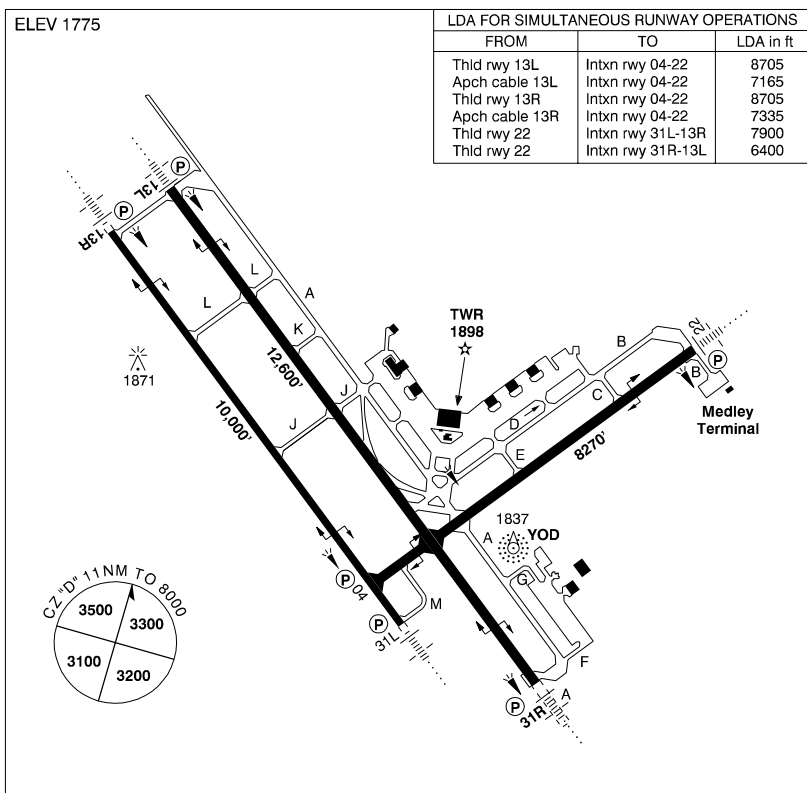 ELEV 1775
LDA FOR SIMULTANEOUS RUNWAY OPERATIONS
FROM TO LDA in ft
Thld rwy 13L Intxn rwy 04-22 8705
Apch cable 13L Intxn rwy 04-22 7165
Thld rwy 13R Intxn rwy 04-22 8705
Apch cable 13R Intxn rwy 04-22 7335
Thld rwy 22 Intxn rwy 31L-13R 7900
Thld rwy 22 Intxn rwy 31R-13L 6400
P
13L
P
13R
L
A
L
K
TWR
1898
22
B
P
B
1871
12,600'
J
C
Medley
Terminal
10,000'
J
D
8270'
E
1837
YOD
A
P
04
G
M
P
31L
F
A
31R
P
CZ "D" 11NM TO 8000
3500
3300
3100
3200